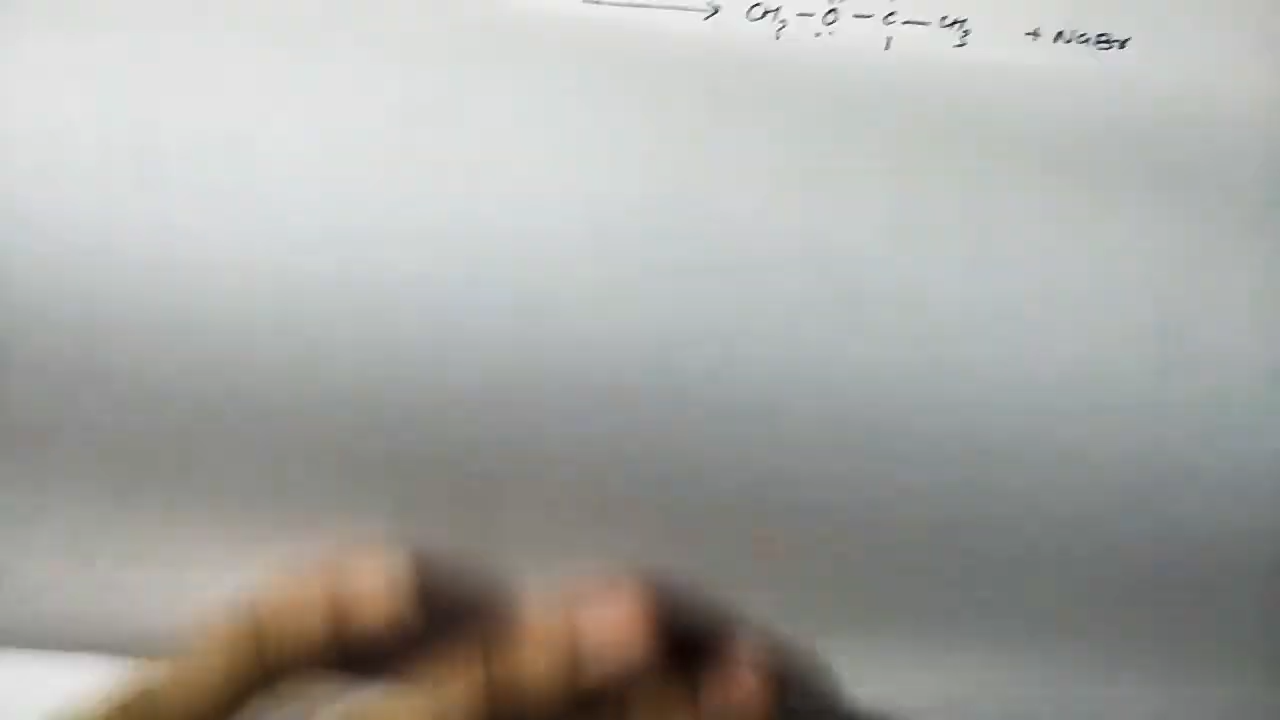 ⟶ CH₃ – Ö – C – CH₃ + NaBr